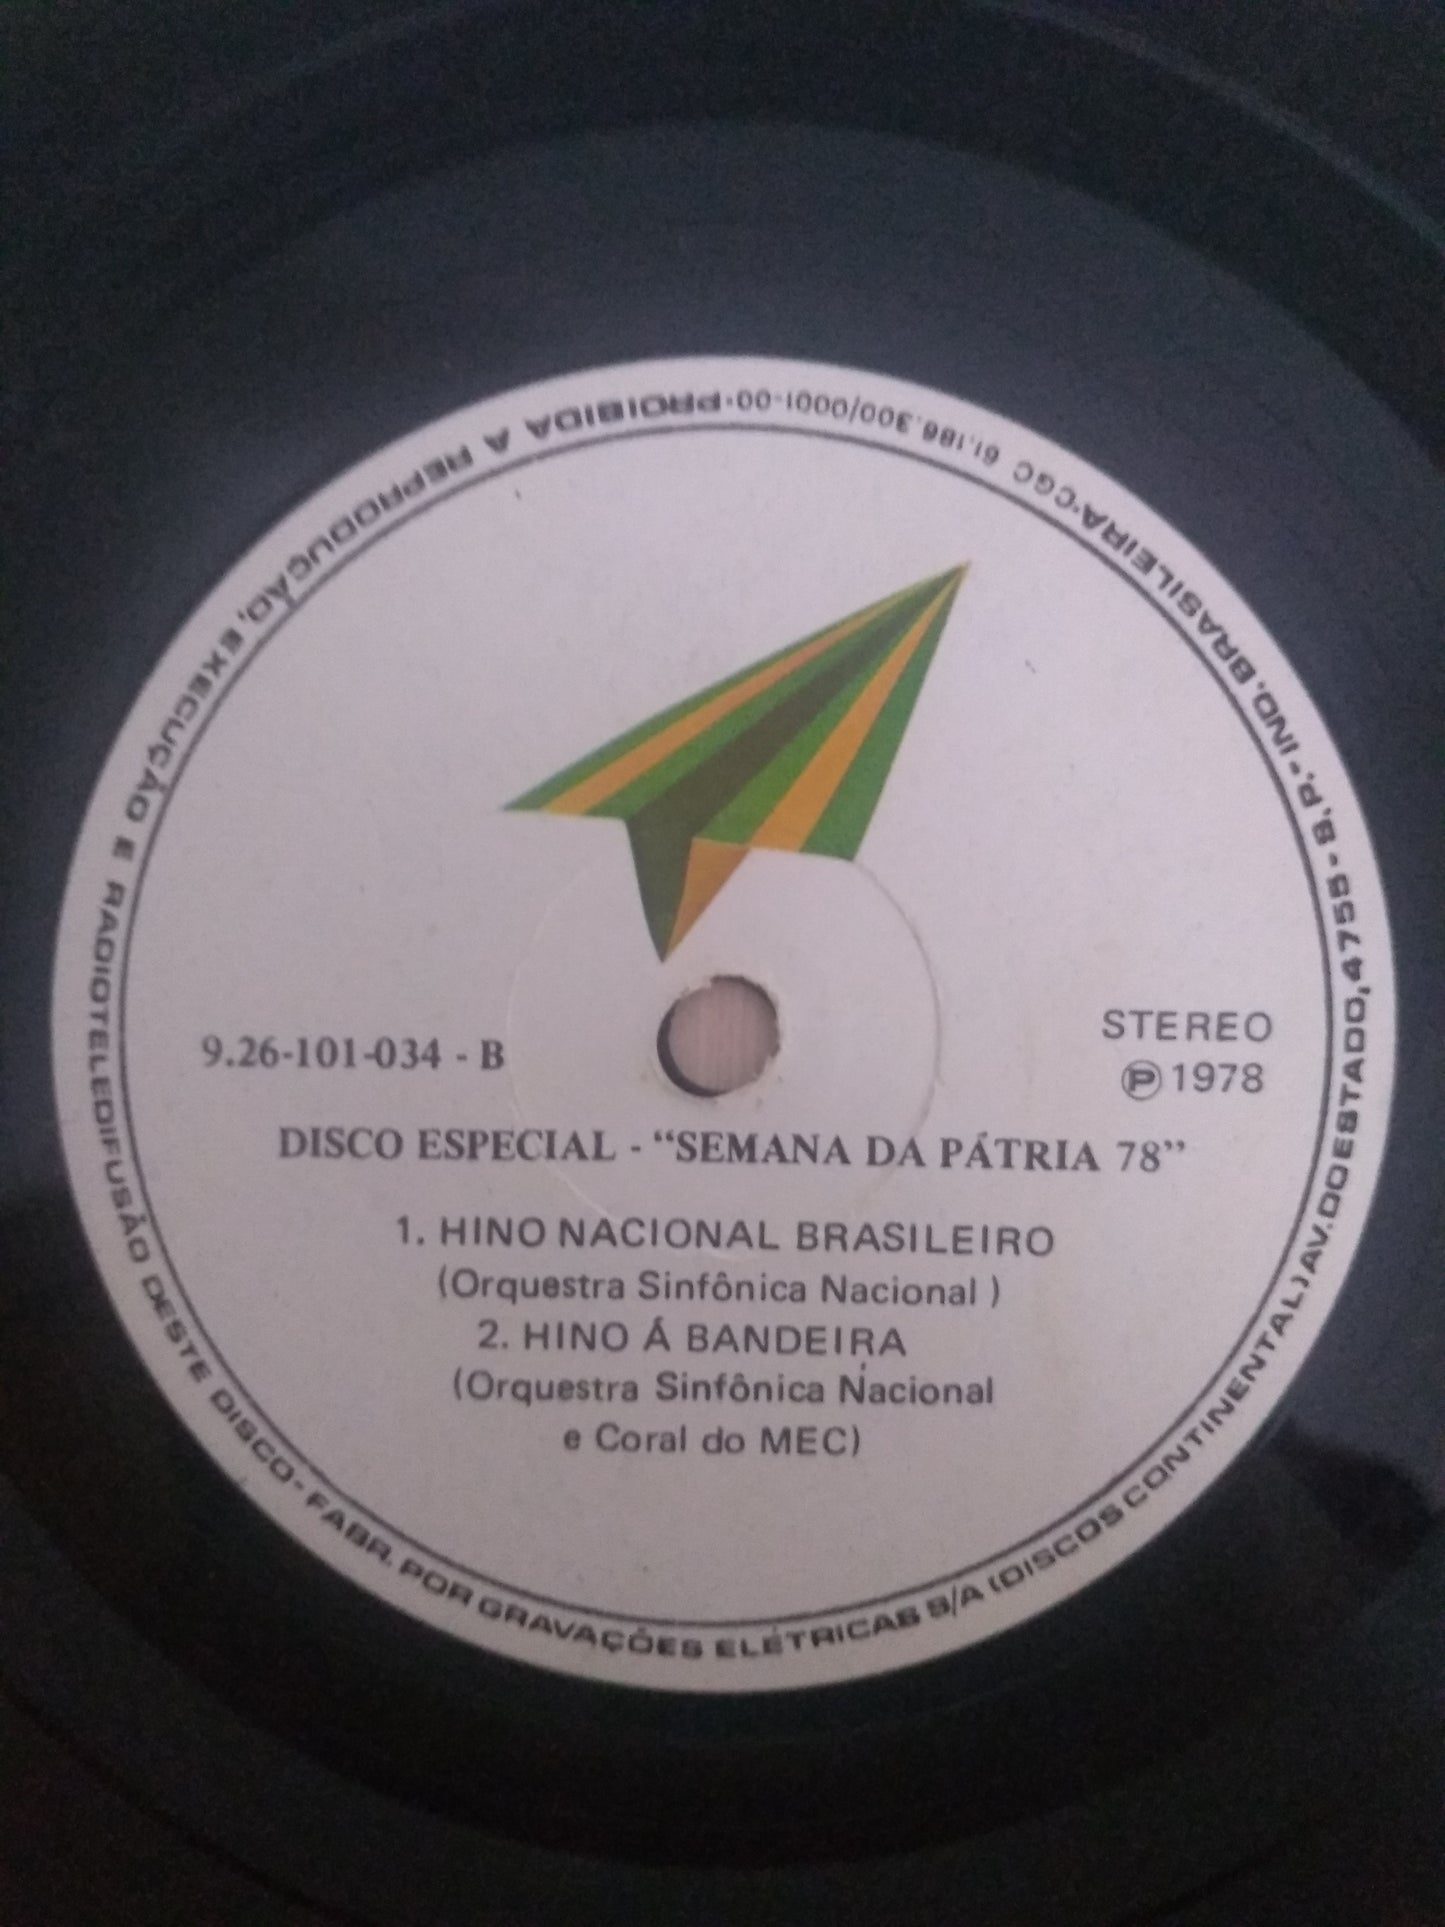 9.26-101-034 - B
STEREO
Ⓟ 1978
DISCO ESPECIAL - “SEMANA DA PÁTRIA 78”
1. HINO NACIONAL BRASILEIRO
(Orquestra Sinfônica Nacional )
2. HINO Á BANDEIRA
(Orquestra Sinfônica Nacional
e Coral do MEC)
PROIBIDA A REPRODUÇÃO, EXECUÇÃO E RADIOTELEDIFUSÃO DESTE DISCO - FABR. POR GRAVAÇÕES ELÉTRICAS S/A (DISCOS CONTINENTAL) AV. DO ESTADO, 4755 - S.P. - IND. BRASILEIRA • CGC 61.186.300/0001-00 •